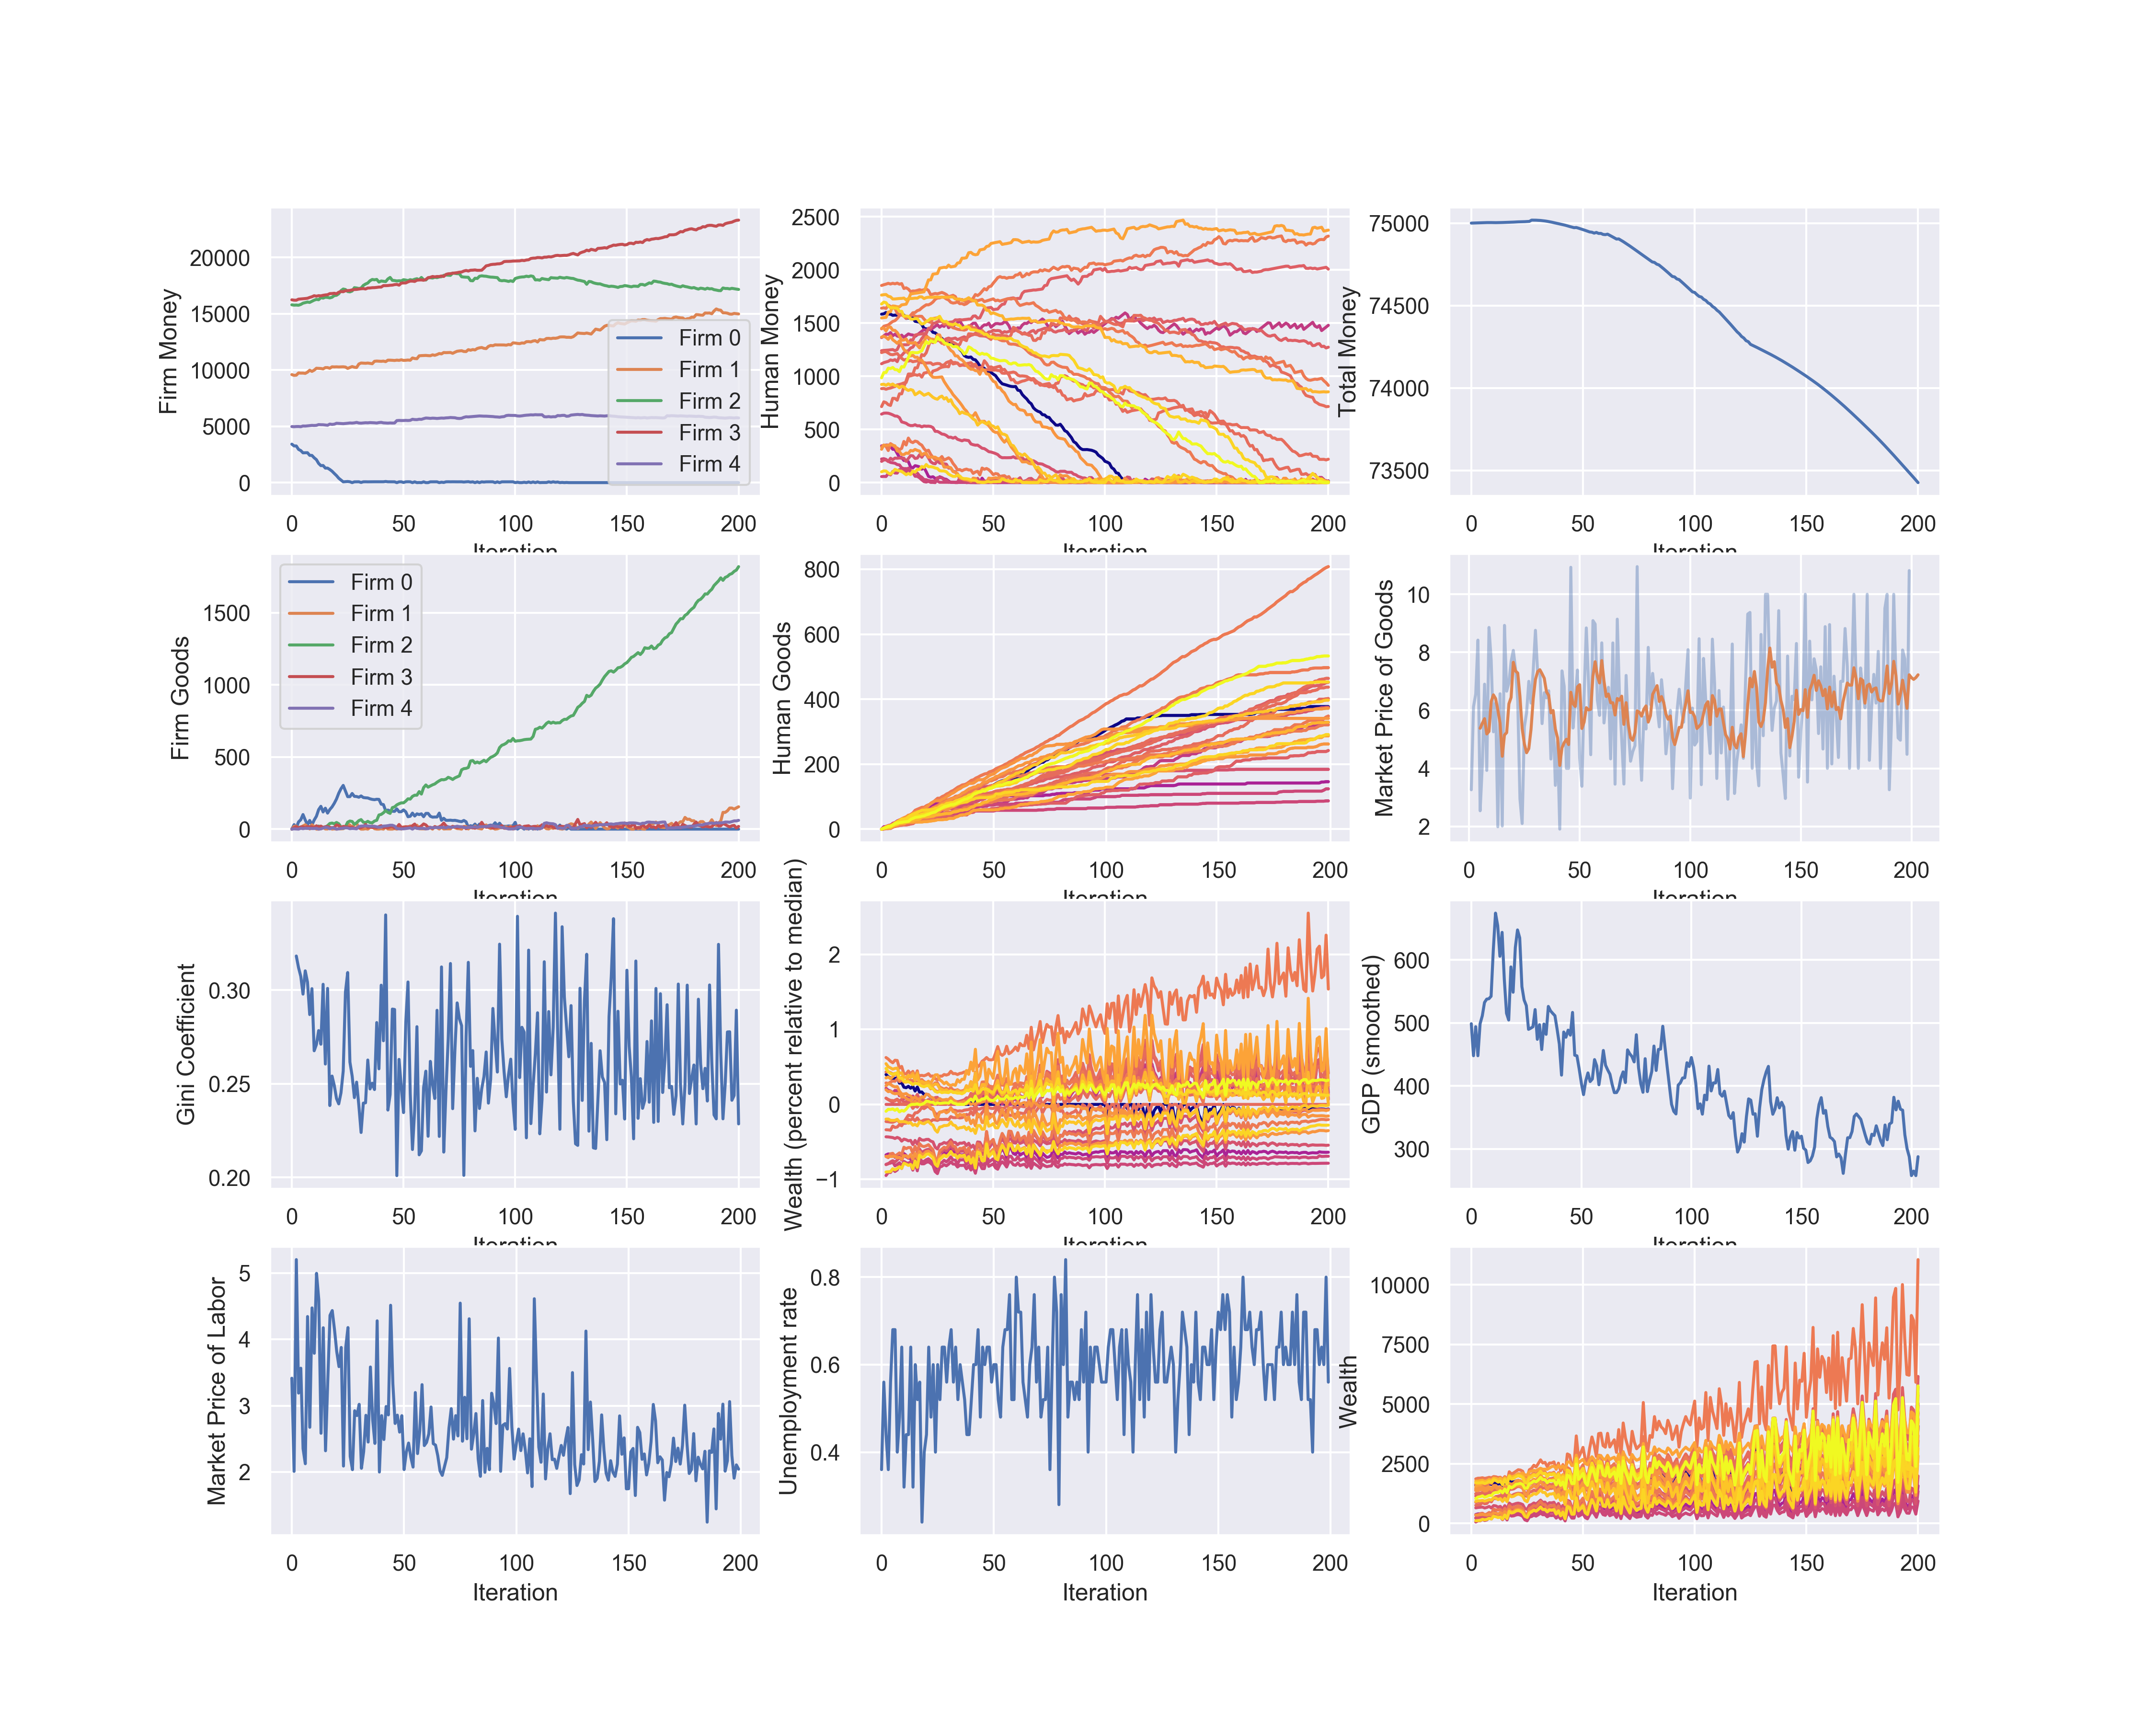 Firm Money
20000
15000
10000
5000
0
Firm 0
Firm 1
Firm 2
Firm 3
Firm 4
0 50 100 150 200
Iteration
Human Money
2500
2000
1500
1000
500
0
0 50 100 150 200
Iteration
Total Money
75000
74500
74000
73500
0 50 100 150 200
Iteration
Firm Goods
1500
1000
500
0
Firm 0
Firm 1
Firm 2
Firm 3
Firm 4
0 50 100 150 200
Iteration
Human Goods
800
600
400
200
0
0 50 100 150 200
Iteration
Market Price of Goods
10
8
6
4
2
0 50 100 150 200
Iteration
Gini Coefficient
0.30
0.25
0.20
0 50 100 150 200
Iteration
Wealth (percent relative to median)
2
1
0
−1
0 50 100 150 200
Iteration
GDP (smoothed)
600
500
400
300
0 50 100 150 200
Iteration
Market Price of Labor
5
4
3
2
0 50 100 150 200
Iteration
Unemployment rate
0.8
0.6
0.4
0 50 100 150 200
Iteration
Wealth
10000
7500
5000
2500
0
0 50 100 150 200
Iteration